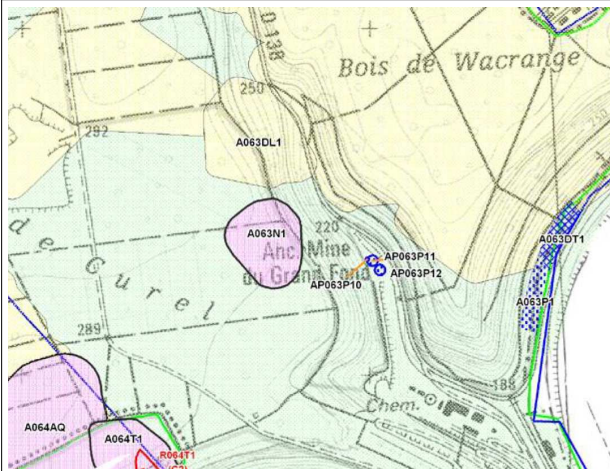 D 138
Bois de Wacrange
250
292
A063DL1
220
A063N1
Anc Mine
du Grand Fond
AP063P11
AP063P12
AP063P10
A063DT1
A063P1
de Curel
289
188
Chem.
A064AQ
A064T1
R064T1
(C2)